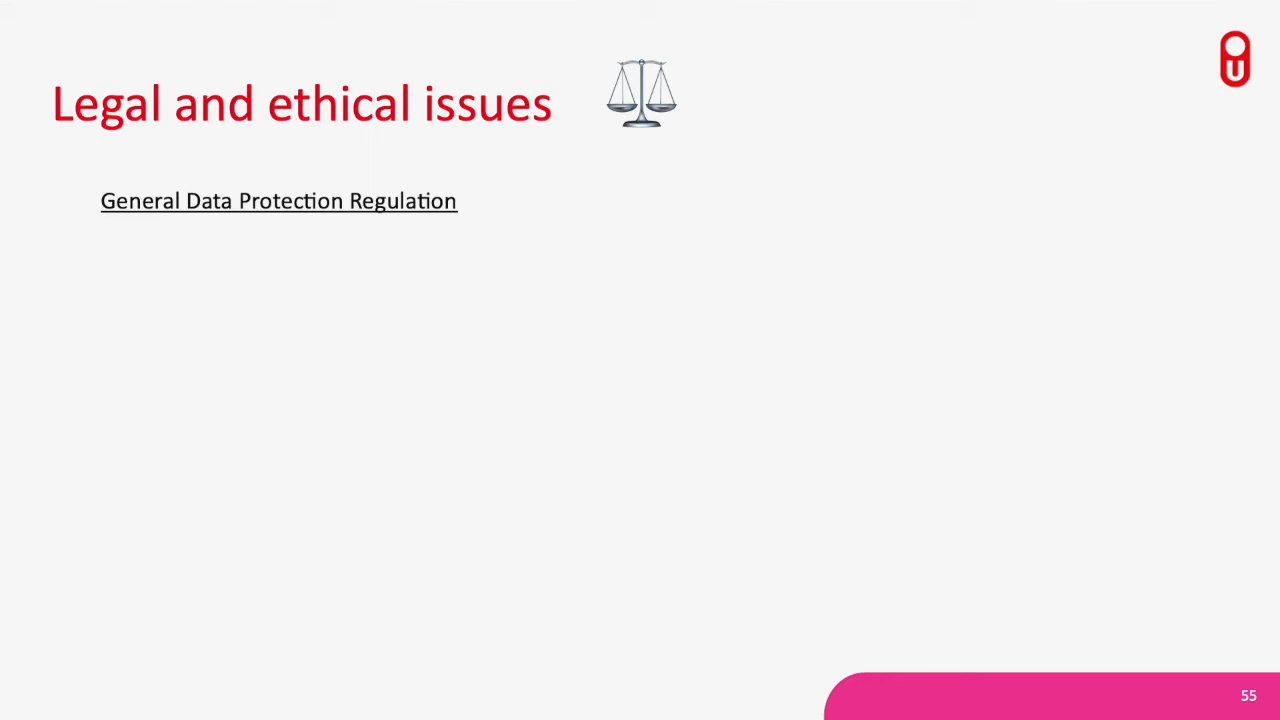 Legal and ethical issues
General Data Protection Regulation
55